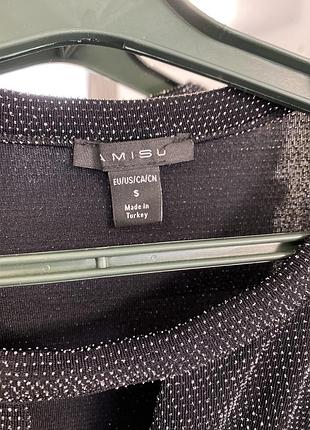 AMISU
EU/US/CA/CN
S
Made in
Turkey